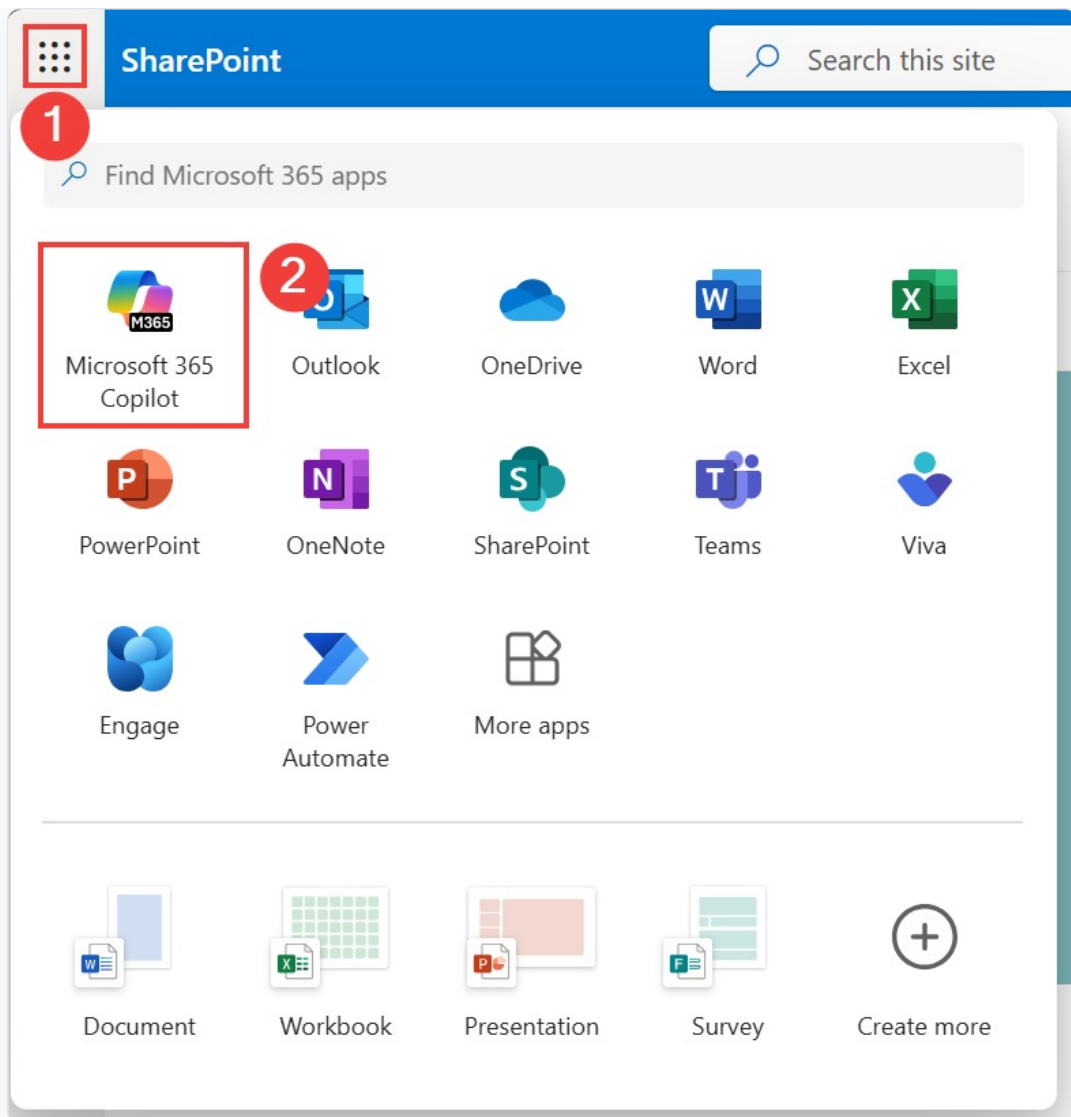 SharePoint
Search this site
1
Find Microsoft 365 apps
2
M365
O
W
X
Microsoft 365
Copilot
Outlook
OneDrive
Word
Excel
P
N
S
T
PowerPoint
OneNote
SharePoint
Teams
Viva
Engage
Power
Automate
More apps
W
X
P
F
Document
Workbook
Presentation
Survey
Create more